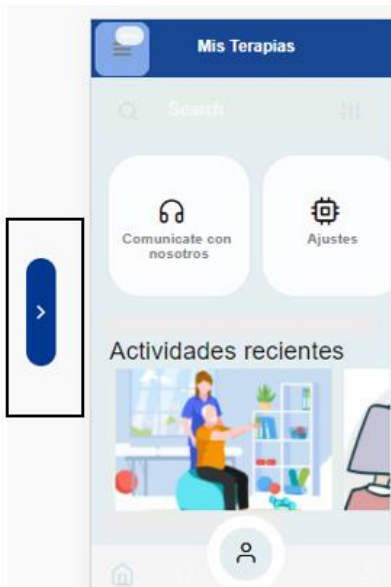 Mis Terapias
Search
Comunicate con
nosotros
Ajustes
Actividades recientes